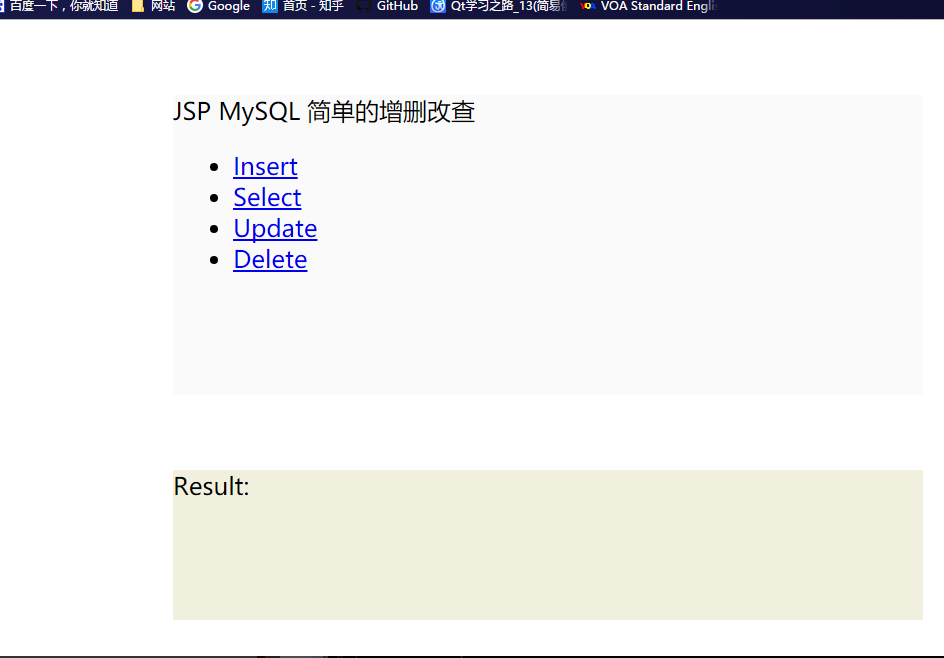 百度一下，你就知道 网站 Google 知 首页 - 知乎 GitHub Qt学习之路_13(简易 VOA VOA Standard Engli
JSP MySQL 简单的增删改查
Insert
Select
Update
Delete
Result: